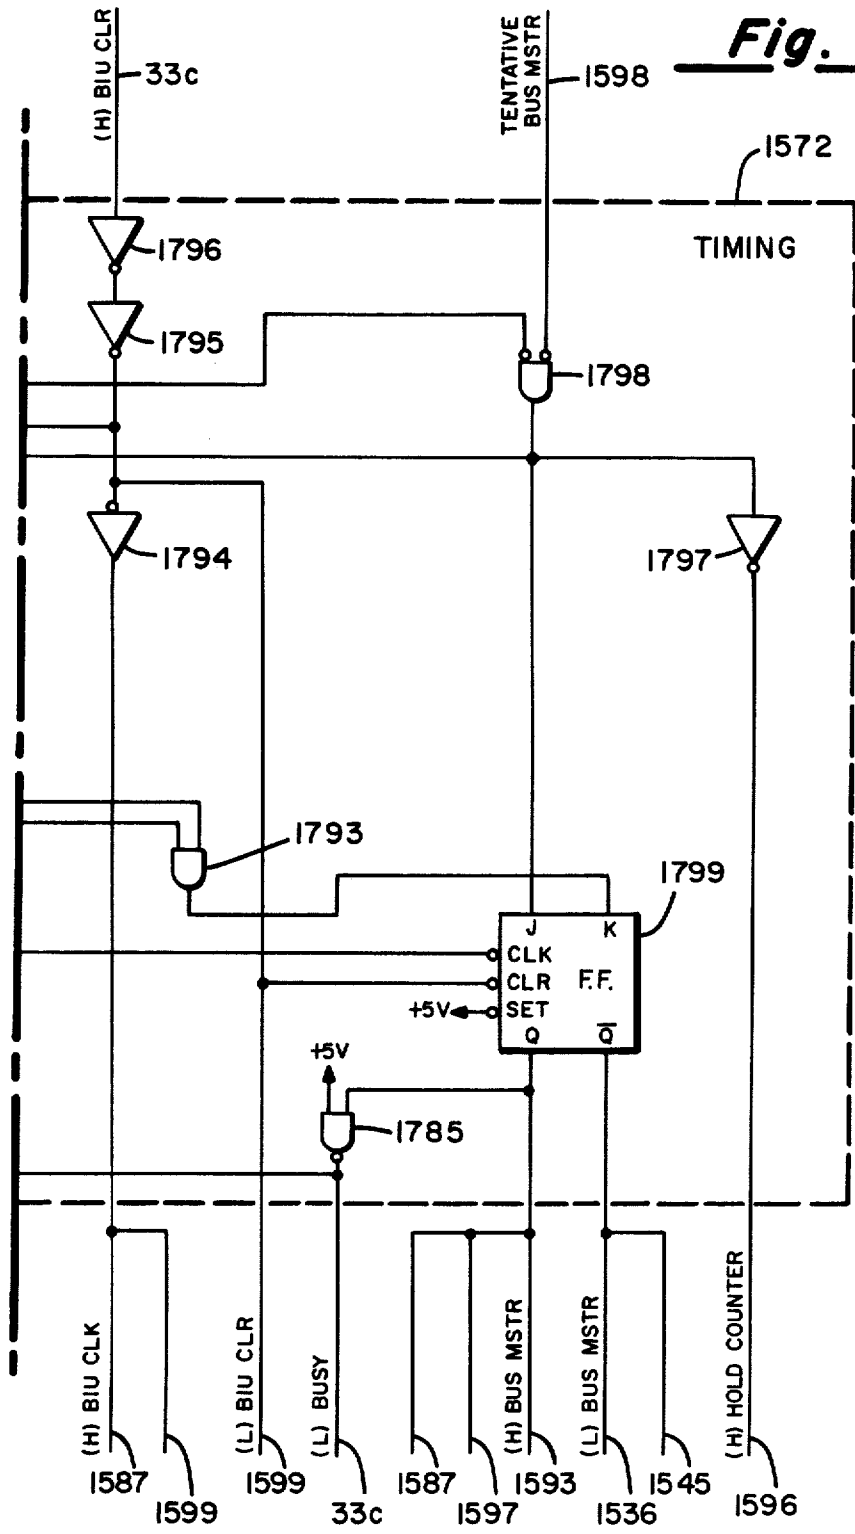 Fig.
(H) BIU CLR
33c
TENTATIVE
BUS MSTR
1598
1572
TIMING
1796
1795
1798
1794
1797
1793
1799
J
K
CLK
CLR
F.F.
+5V
SET
Q
Q̅
+5V
1785
(H) BIU CLK
(L) BIU CLR
(L) BUSY
(H) BUS MSTR
(L) BUS MSTR
(H) HOLD COUNTER
1587
1599
1599
33c
1587
1597
1593
1536
1545
1596